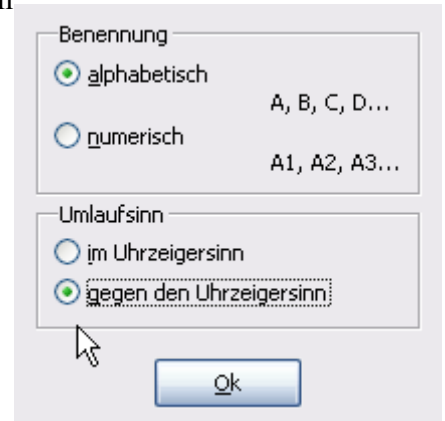 Benennung
alphabetisch
A, B, C, D...
numerisch
A1, A2, A3...
Umlaufsinn
im Uhrzeigersinn
gegen den Uhrzeigersinn
Ok